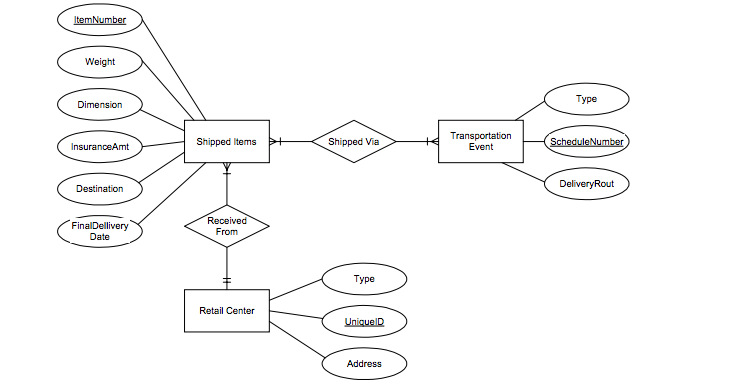 ItemNumber
Weight
Dimension
InsuranceAmt
Destination
FinalDellivery
Date
Shipped Items
Shipped Via
Transportation
Event
Type
ScheduleNumber
DeliveryRout
Received
From
Retail Center
Type
UniqueID
Address